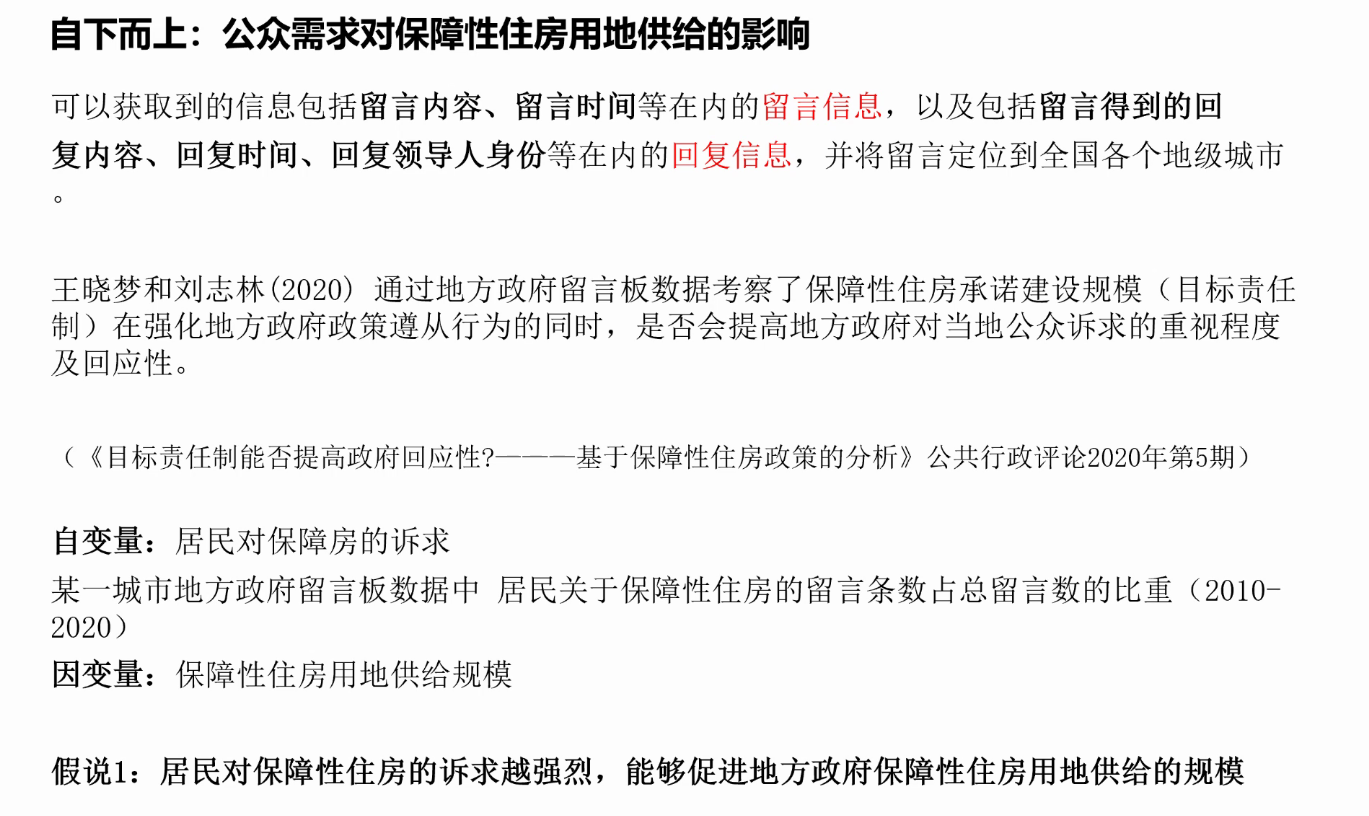 自下而上：公众需求对保障性住房用地供给的影响
可以获取到的信息包括留言内容、留言时间等在内的留言信息，以及包括留言得到的回
复内容、回复时间、回复领导人身份等在内的回复信息，并将留言定位到全国各个地级城市
。
王晓梦和刘志林(2020) 通过地方政府留言板数据考察了保障性住房承诺建设规模（目标责任
制）在强化地方政府政策遵从行为的同时，是否会提高地方政府对当地公众诉求的重视程度
及回应性。
（《目标责任制能否提高政府回应性?———基于保障性住房政策的分析》公共行政评论2020年第5期）
自变量：居民对保障房的诉求
某一城市地方政府留言板数据中 居民关于保障性住房的留言条数占总留言数的比重（2010-
2020）
因变量：保障性住房用地供给规模
假说1：居民对保障性住房的诉求越强烈，能够促进地方政府保障性住房用地供给的规模